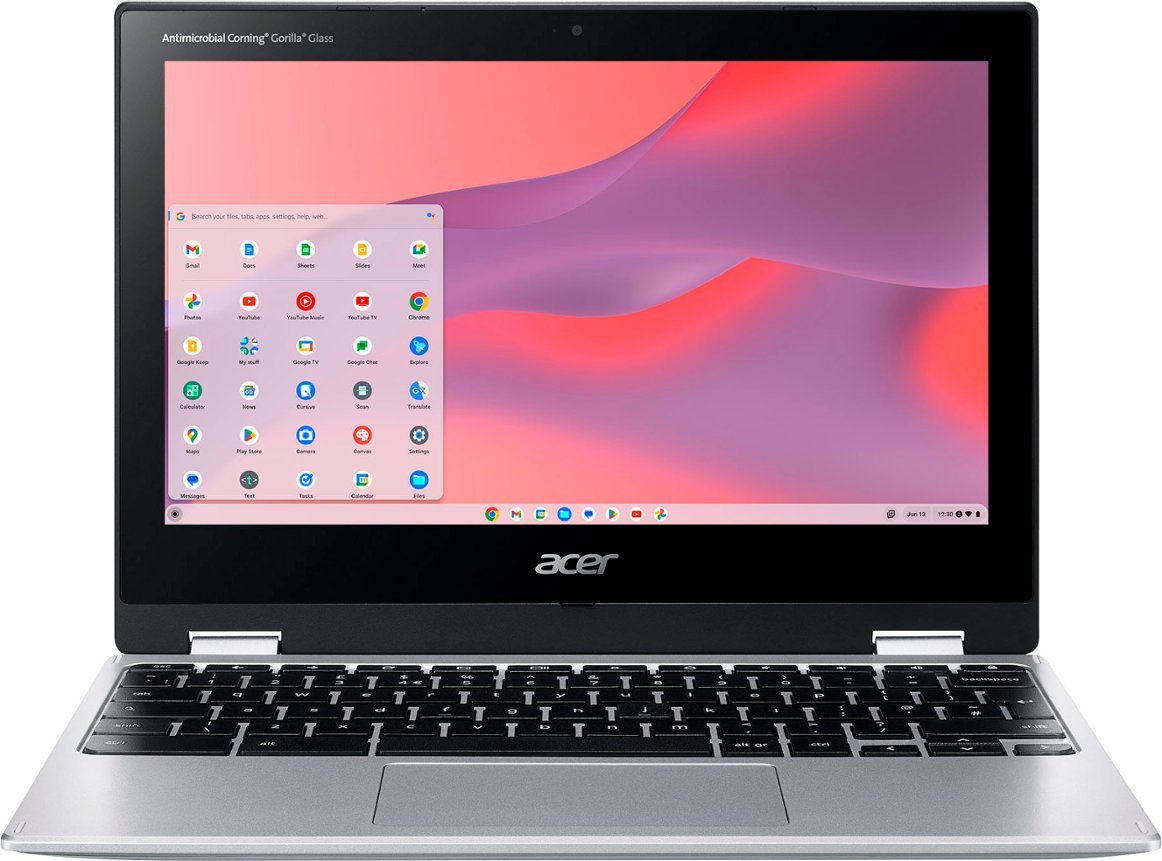 Antimicrobial Corning® Gorilla® Glass
Search your files, tabs, apps, settings, help, web...
Gmail Docs Sheets Slides Meet
Photos YouTube YouTube Music YouTube TV Chrome
Google Keep My stuff Google TV Google Chat Explore
Calculator News Cursive Scan Translate
Maps Play Store Camera Canvas Settings
Messages Text Tasks Calendar Files
Jun 13 12:30
acer
esc
backspace
tab q w e r t y u i o p
a s d f g h j k l
shift z x c v b n m shift
ctrl alt alt gr ctrl